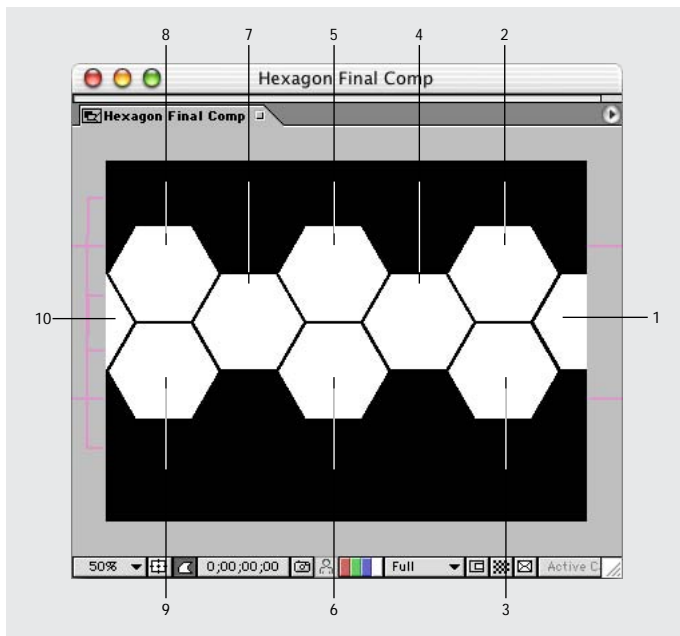 8 7 5 4 2
Hexagon Final Comp
Hexagon Final Comp
10 1
50% 0;00;00;00 Full Active C
9 6 3